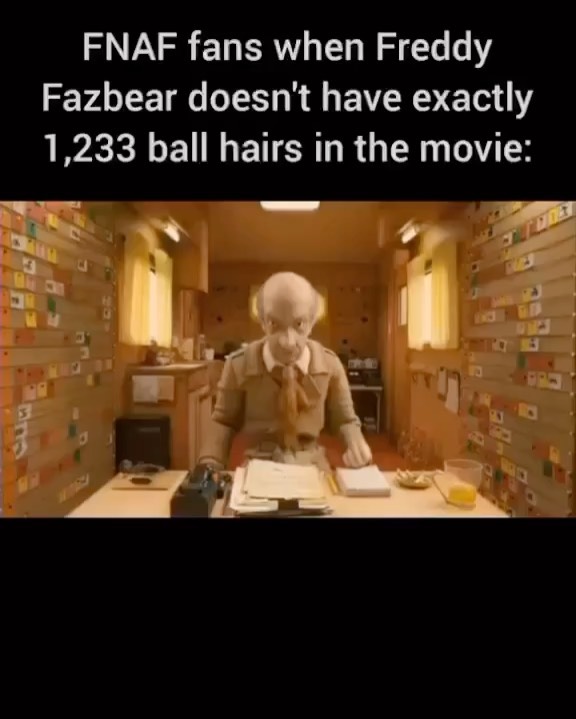 FNAF fans when Freddy
Fazbear doesn't have exactly
1,233 ball hairs in the movie: